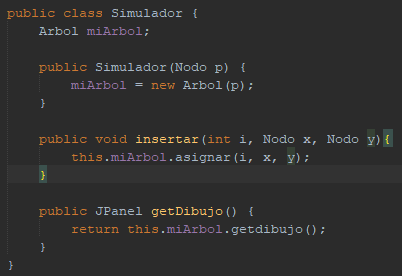 public class Simulador {
    Arbol miArbol;
    public Simulador(Nodo p) {
        miArbol = new Arbol(p);
    }
    public void insertar(int i, Nodo x, Nodo y){
        this.miArbol.asignar(i, x, y);
    }
    public JPanel getDibujo() {
        return this.miArbol.getdibujo();
    }
}